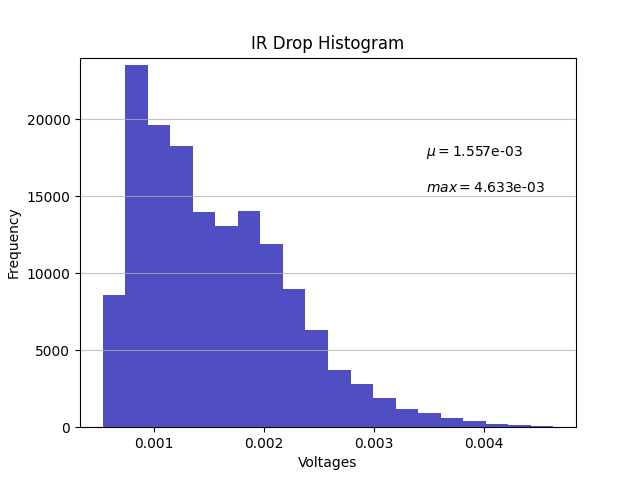 IR Drop Histogram
20000
15000
10000
5000
0
Frequency
μ = 1.557e-03
max = 4.633e-03
0.001 0.002 0.003 0.004
Voltages